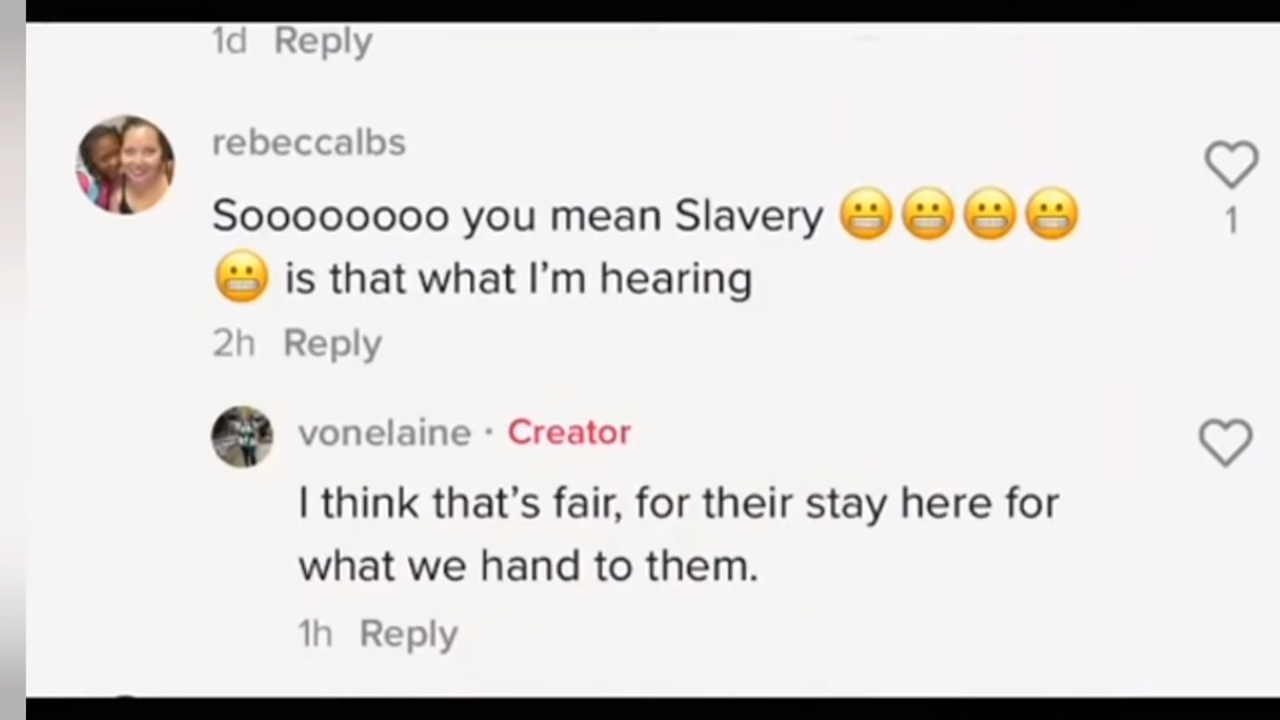 1d Reply
rebeccalbs
Soooooooo you mean Slavery 😬😬😬😬
😬 is that what I'm hearing
1
2h Reply
vonelaine · Creator
I think that's fair, for their stay here for
what we hand to them.
1h Reply